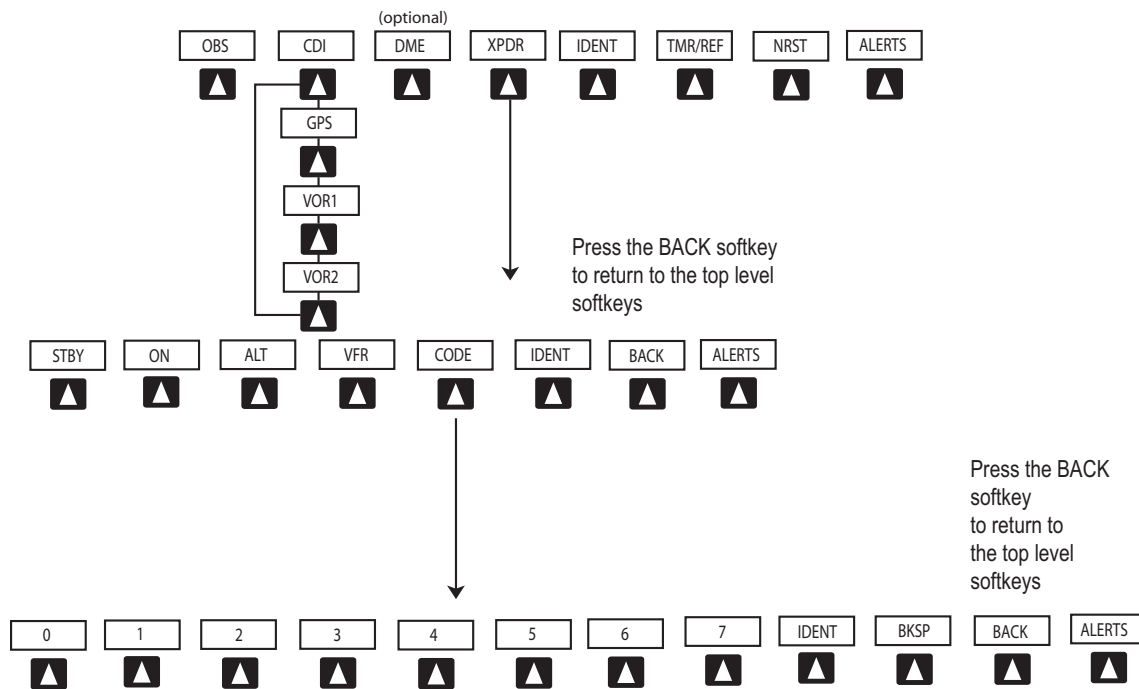 (optional)
OBS CDI DME XPDR IDENT TMR/REF NRST ALERTS
GPS
VOR1
VOR2
Press the BACK softkey
to return to the top level
softkeys
STBY ON ALT VFR CODE IDENT BACK ALERTS
Press the BACK
softkey
to return to
the top level
softkeys
0 1 2 3 4 5 6 7 IDENT BKSP BACK ALERTS